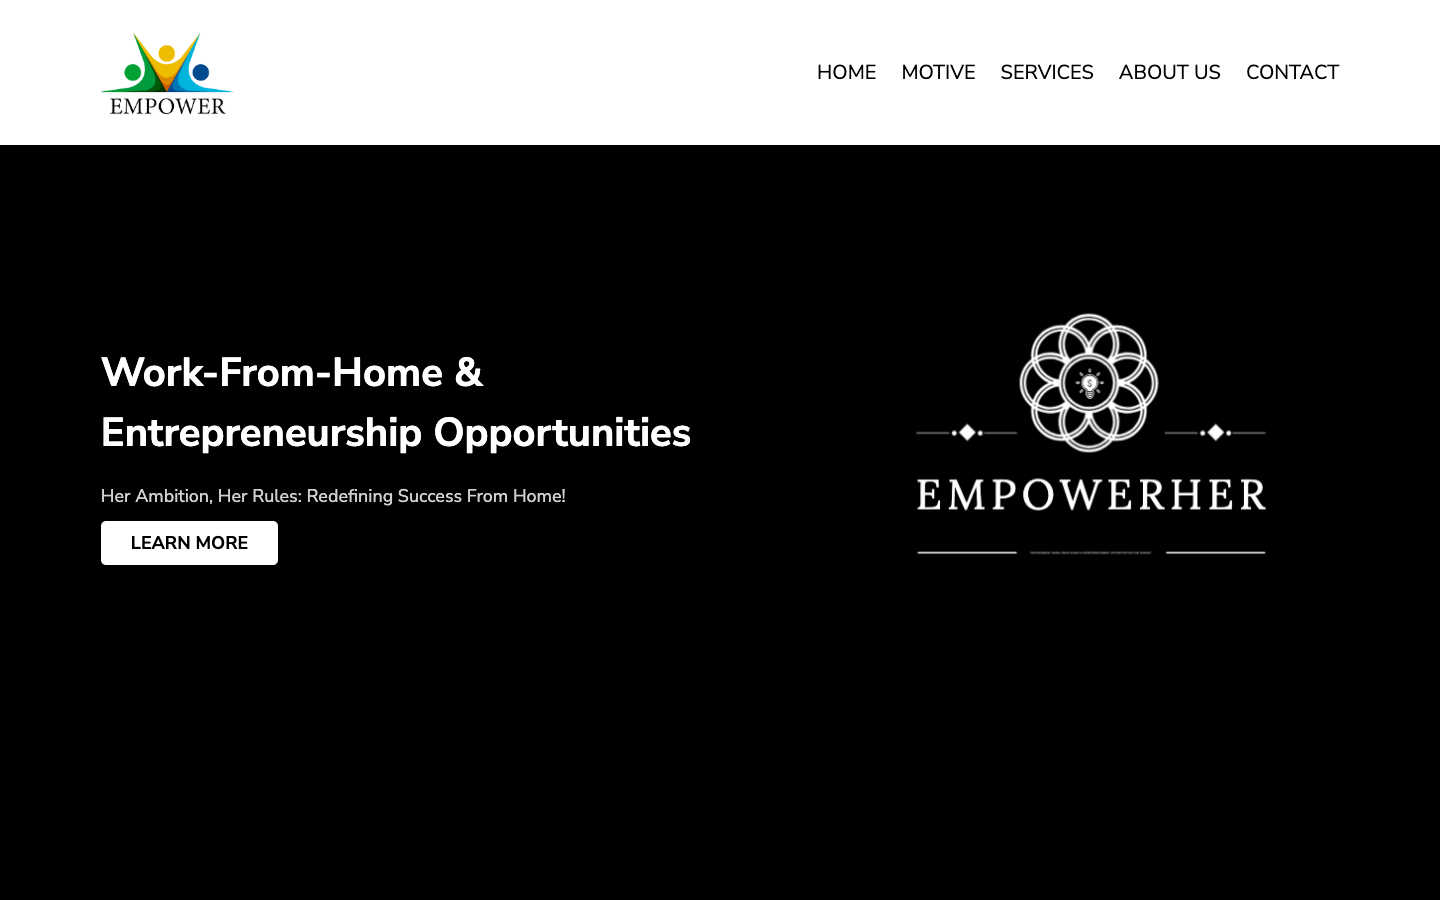 EMPOWER
HOME MOTIVE SERVICES ABOUT US CONTACT
Work-From-Home &
Entrepreneurship Opportunities
Her Ambition, Her Rules: Redefining Success From Home!
LEARN MORE
$
EMPOWERHER